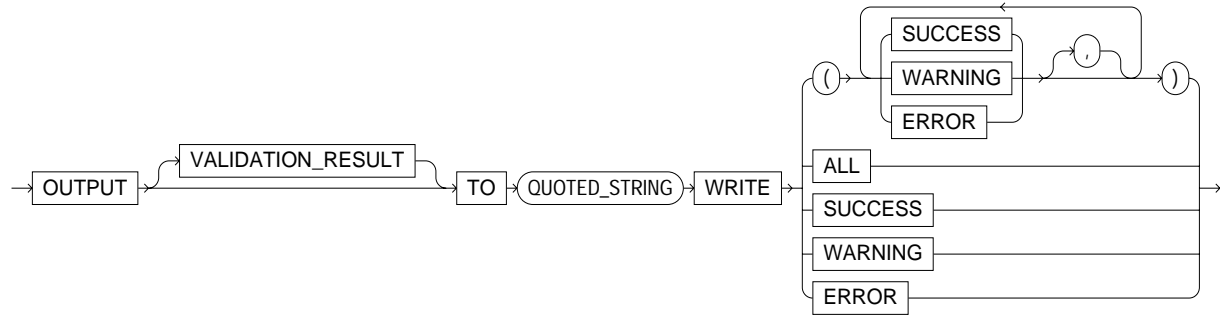 SUCCESS
( WARNING , )
ERROR
VALIDATION_RESULT
ALL
OUTPUT TO QUOTED_STRING WRITE
SUCCESS
WARNING
ERROR